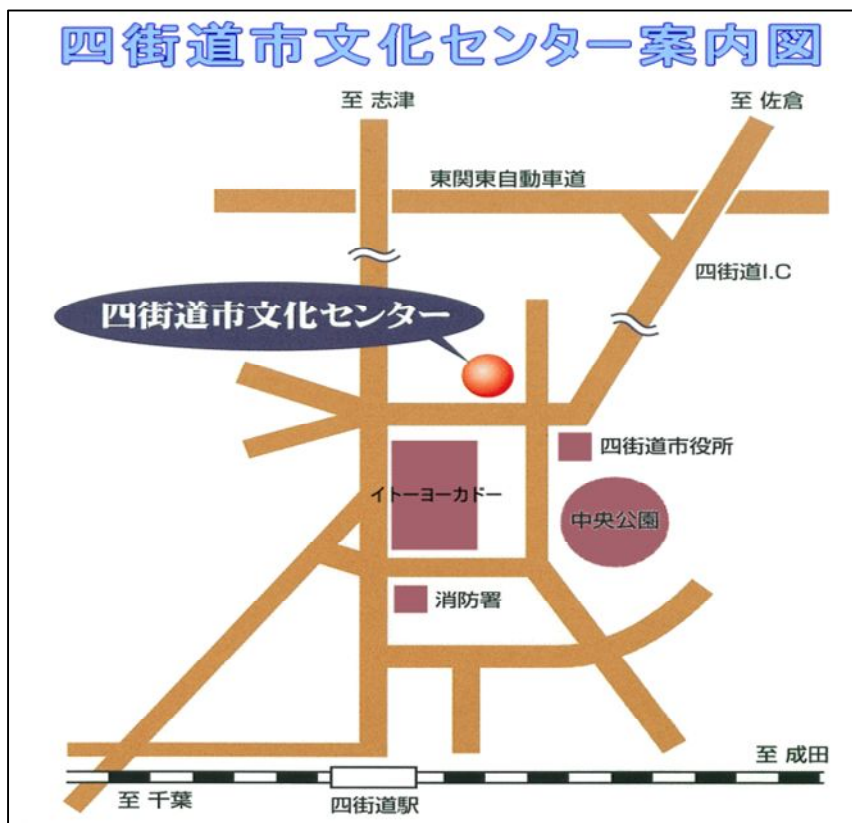 四街道市文化センター案内図
至 志津
至 佐倉
東関東自動車道
四街道I.C
四街道市文化センター
四街道市役所
イトーヨーカドー
中央公園
消防署
至 成田
至 千葉
四街道駅